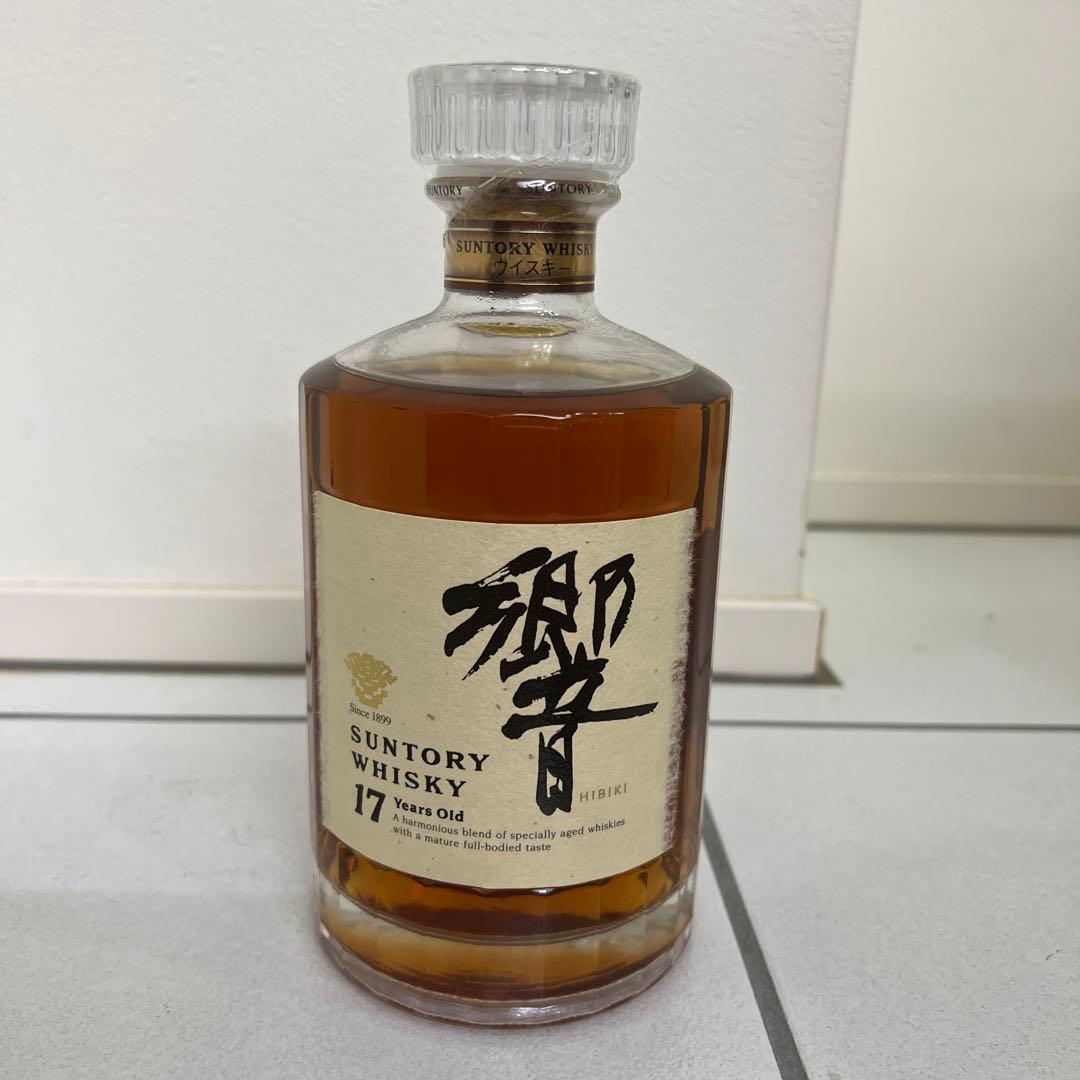 SUNTORY SUNTORY
SUNTORY WHISKY
ウイスキー
響
HIBIKI
Since 1899
SUNTORY
WHISKY
17 Years Old
A harmonious blend of specially aged whiskies
with a mature full-bodied taste